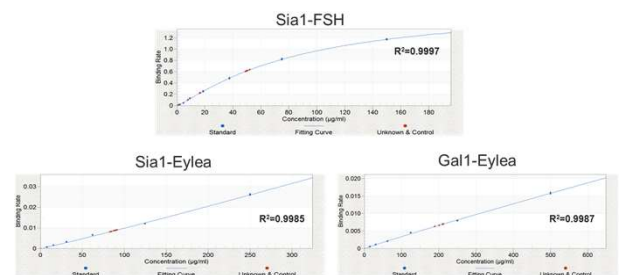 Sia1-FSH
Binding Rate
1.2
1.0
0.8
0.6
0.4
0.2
0
R²=0.9997
0 20 40 60 80 100 120 140 160 180
Concentration (µg/ml)
Standard Fitting Curve Unknown & Control
Sia1-Eylea
Binding Rate
0.03
0.02
0.01
0
R²=0.9985
0 50 100 150 200 250 300
Concentration (µg/ml)
Standard Fitting Curve Unknown & Control
Gal1-Eylea
Binding Rate
0.020
0.015
0.010
0.005
0
R²=0.9987
0 100 200 300 400 500 600
Concentration (µg/ml)
Standard Fitting Curve Unknown & Control